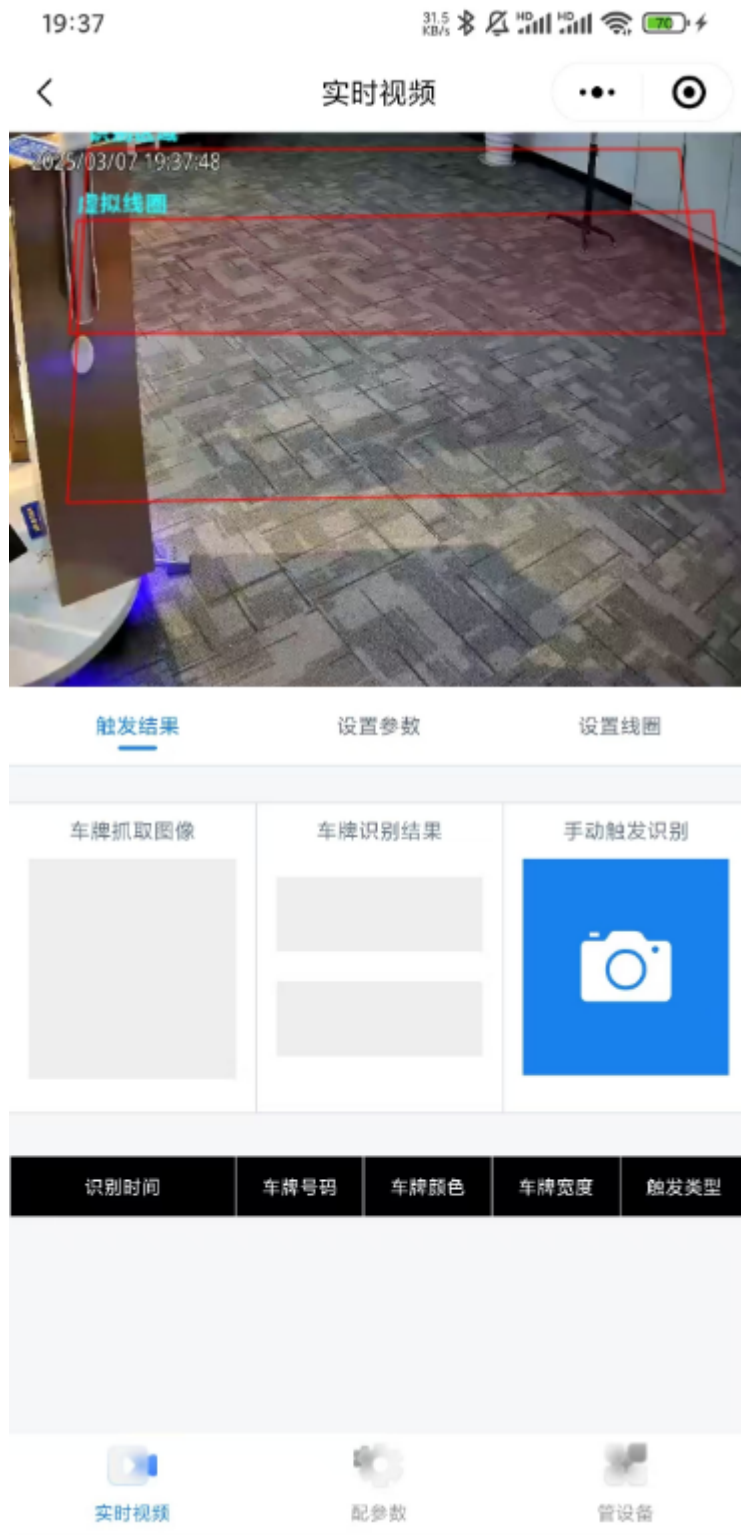 19:37
31.5 KB/s HD HD 70
实时视频
2025/03/07 19:37:48
虚拟线圈
触发结果 设置参数 设置线圈
车牌抓取图像 车牌识别结果 手动触发识别
识别时间 车牌号码 车牌颜色 车牌宽度 触发类型
实时视频 配参数 管设备